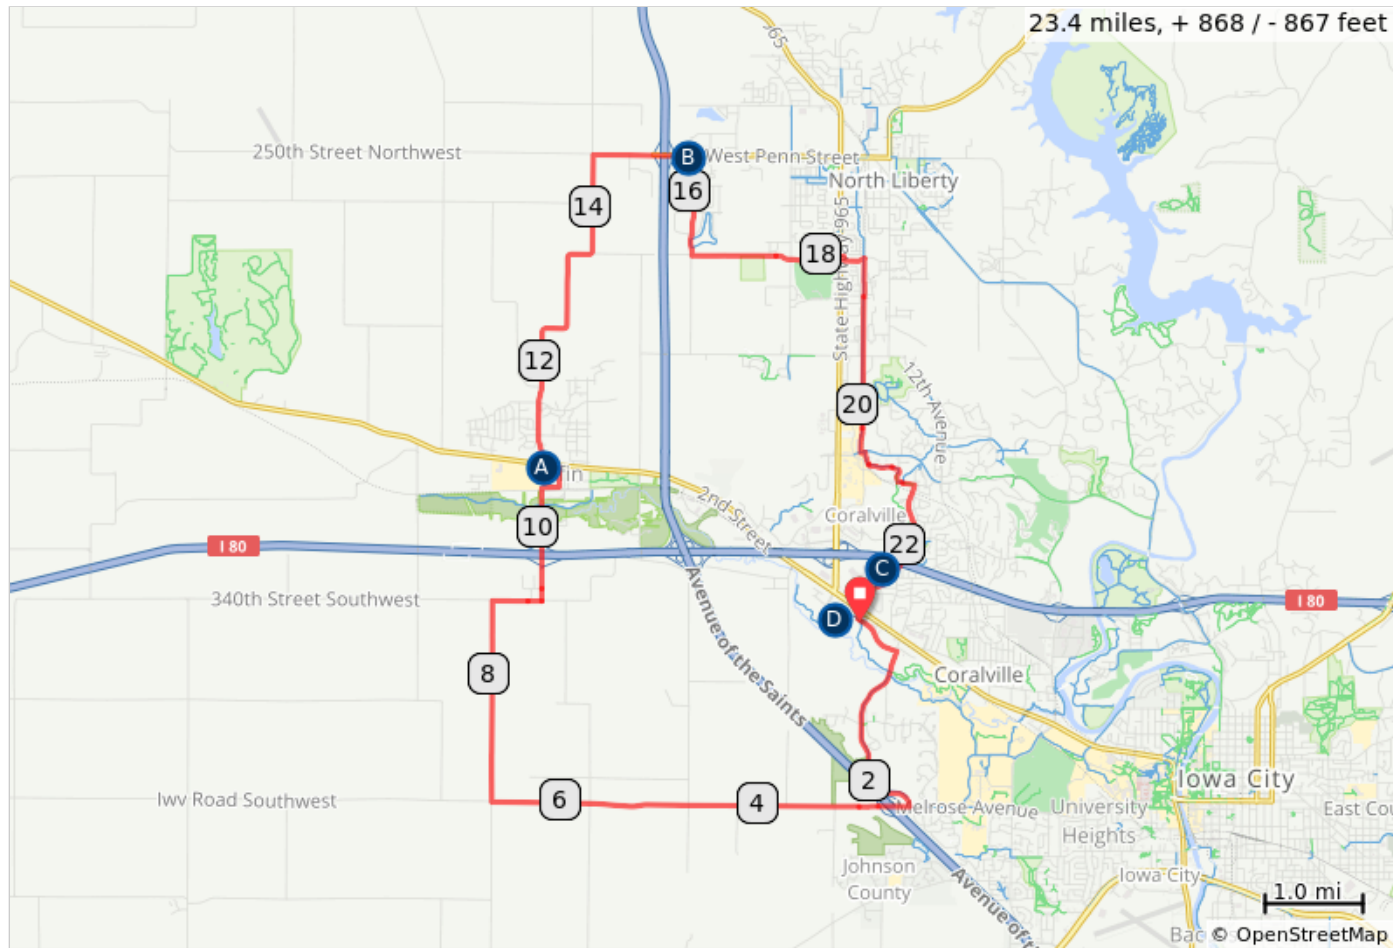 23.4 miles, + 868 / - 867 feet
65
250th Street Northwest
B
West Penn Street
16
North Liberty
14
State Highway 965
18
12
20
12th-Avenue
A
fin
2nd Street
10
Coralville
22
I 80
C
340th Street Southwest
I 80
D
Avenue of the Saints
8
Coralville
2
Iowa City
Iwv Road Southwest
6
4
Melrose-Avenue
University
Heights
East Cou
Johnson
County
Iowa City
Avenue of t
1.0 mi
Bac
© OpenStreetMap